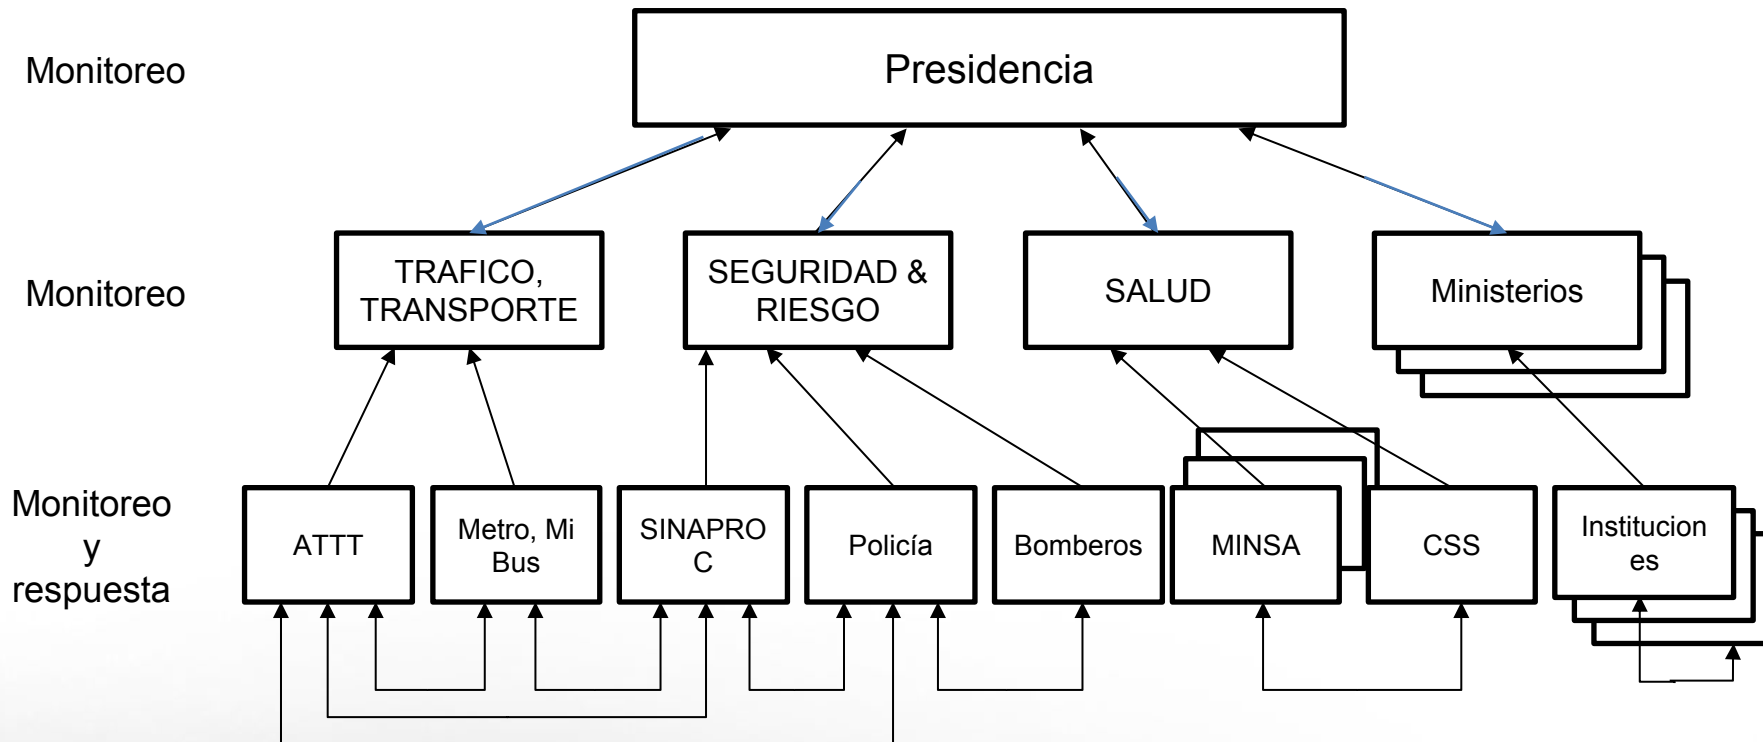 Monitoreo
Presidencia
Monitoreo
TRAFICO,
TRANSPORTE
SEGURIDAD &
RIESGO
SALUD
Ministerios
Monitoreo
y
respuesta
ATTT
Metro, Mi
Bus
SINAPRO
C
Policía
Bomberos
MINSA
CSS
Institucion
es